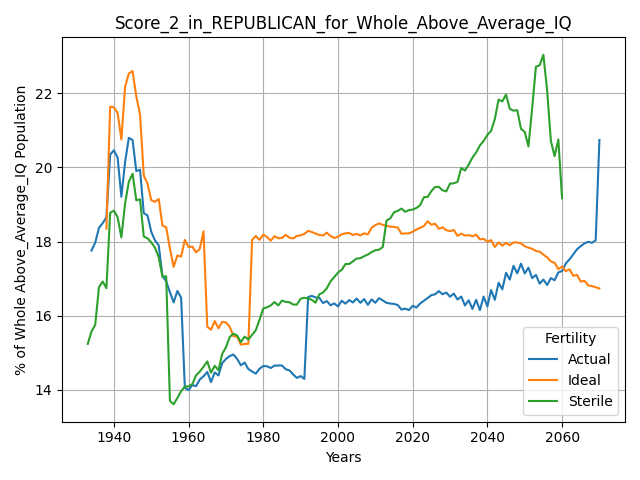 Score_2_in_REPUBLICAN_for_Whole_Above_Average_IQ
% of Whole Above_Average_IQ Population
22
20
18
16
14
1940 1960 1980 2000 2020 2040 2060
Years
Fertility
Actual
Ideal
Sterile